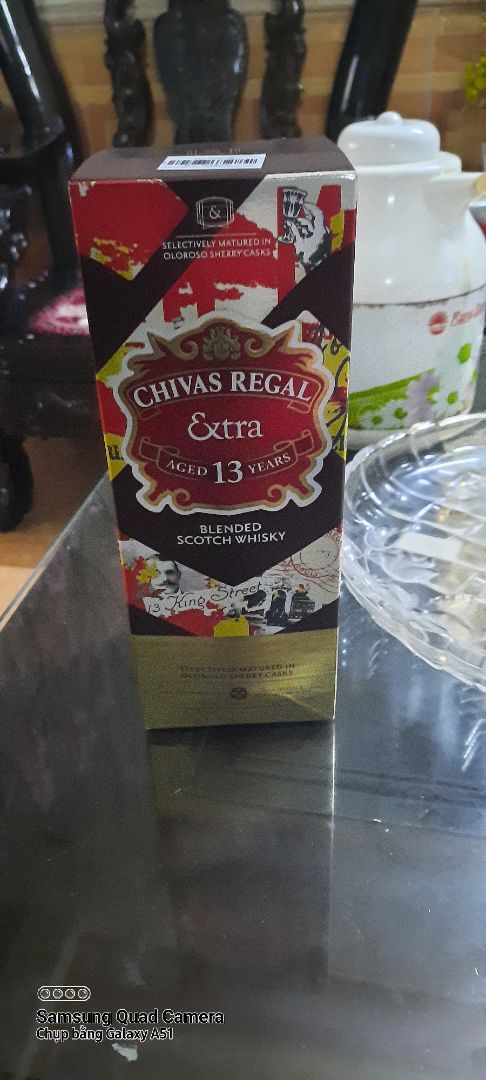 &
SELECTIVELY MATURED IN
OLOROSO SHERRY CASKS
CHIVAS REGAL
Extra
AGED 13 YEARS
BLENDED
SCOTCH WHISKY
13 King Street
SELECTIVELY MATURED IN
OLOROSO SHERRY CASKS
Samsung Quad Camera
Chụp bằng Galaxy A51